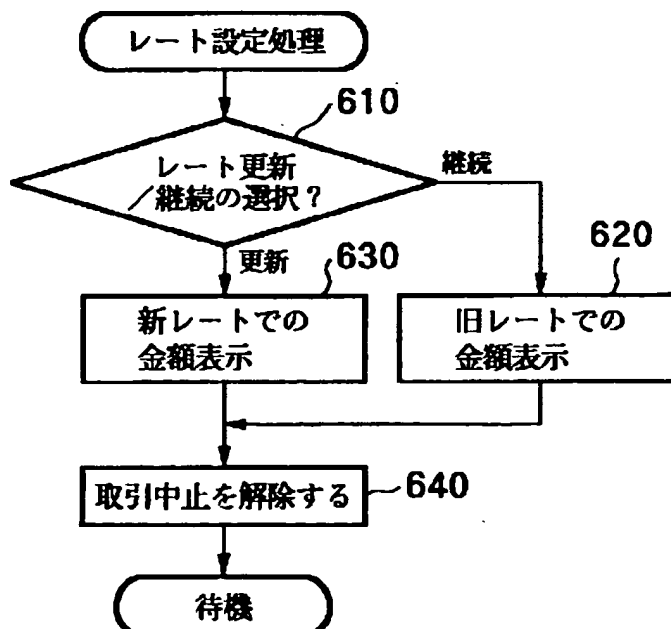 レート設定処理
610
レート更新
／継続の選択？
継続
更新
630
620
新レートでの
金額表示
旧レートでの
金額表示
取引中止を解除する
640
待機